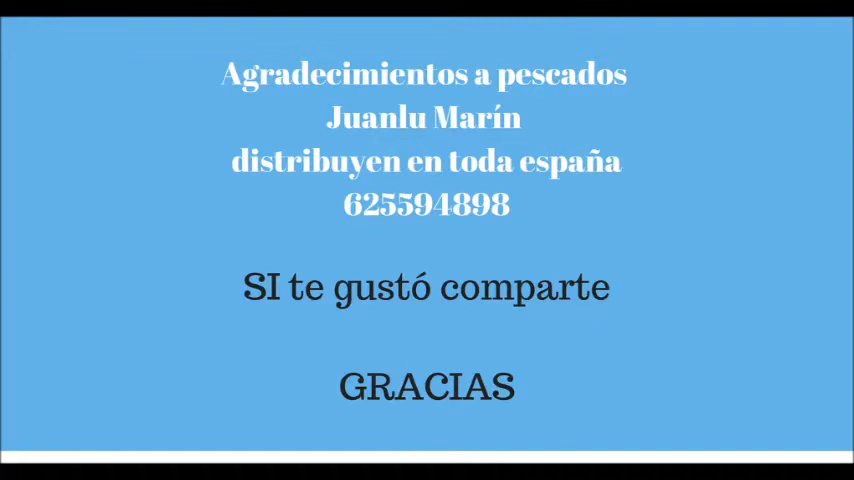 Agradecimientos a pescados
Juanlu Marín
distribuyen en toda españa
625594898
SI te gustó comparte
GRACIAS